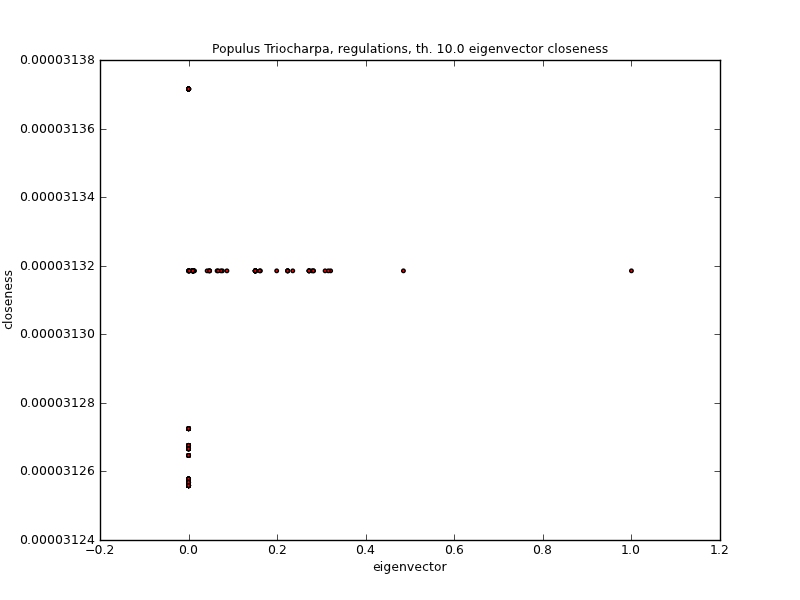 Populus Triocharpa, regulations, th. 10.0 eigenvector closeness
0.00003138
0.00003136
0.00003134
0.00003132
0.00003130
0.00003128
0.00003126
0.00003124
closeness
−0.2 0.0 0.2 0.4 0.6 0.8 1.0 1.2
eigenvector